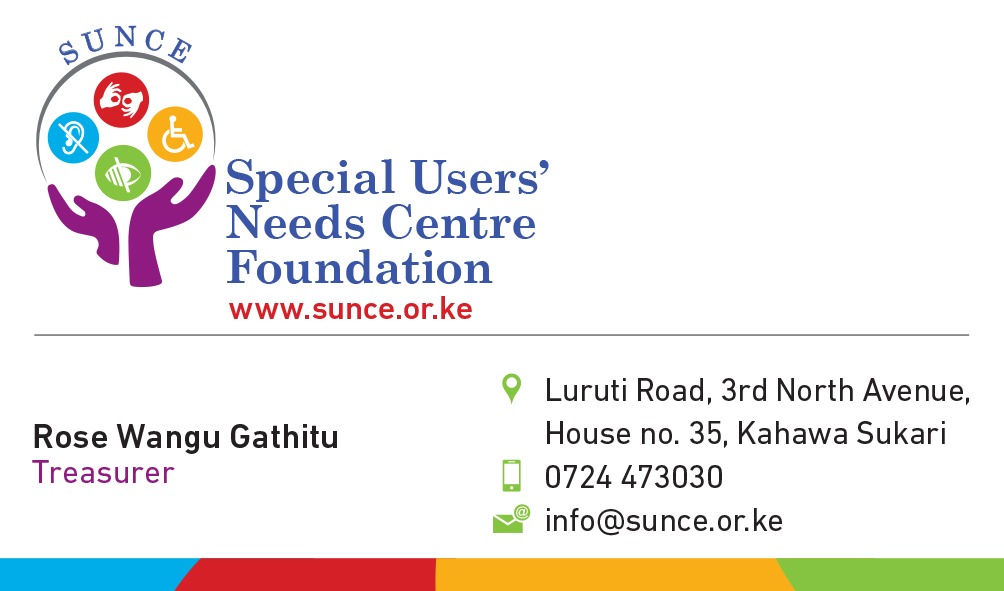 SUNCE
Special Users’
Needs Centre
Foundation
www.sunce.or.ke
Rose Wangu Gathitu
Treasurer
Luruti Road, 3rd North Avenue,
House no. 35, Kahawa Sukari
0724 473030
info@sunce.or.ke